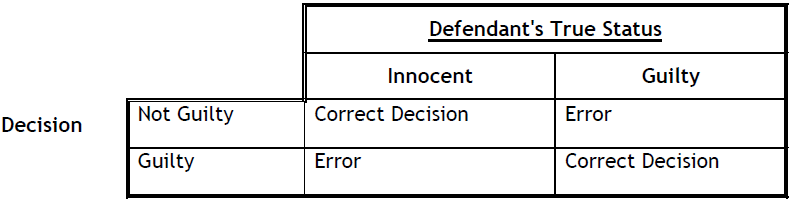 Defendant's True Status
Innocent Guilty
Decision Not Guilty Correct Decision Error
Guilty Error Correct Decision